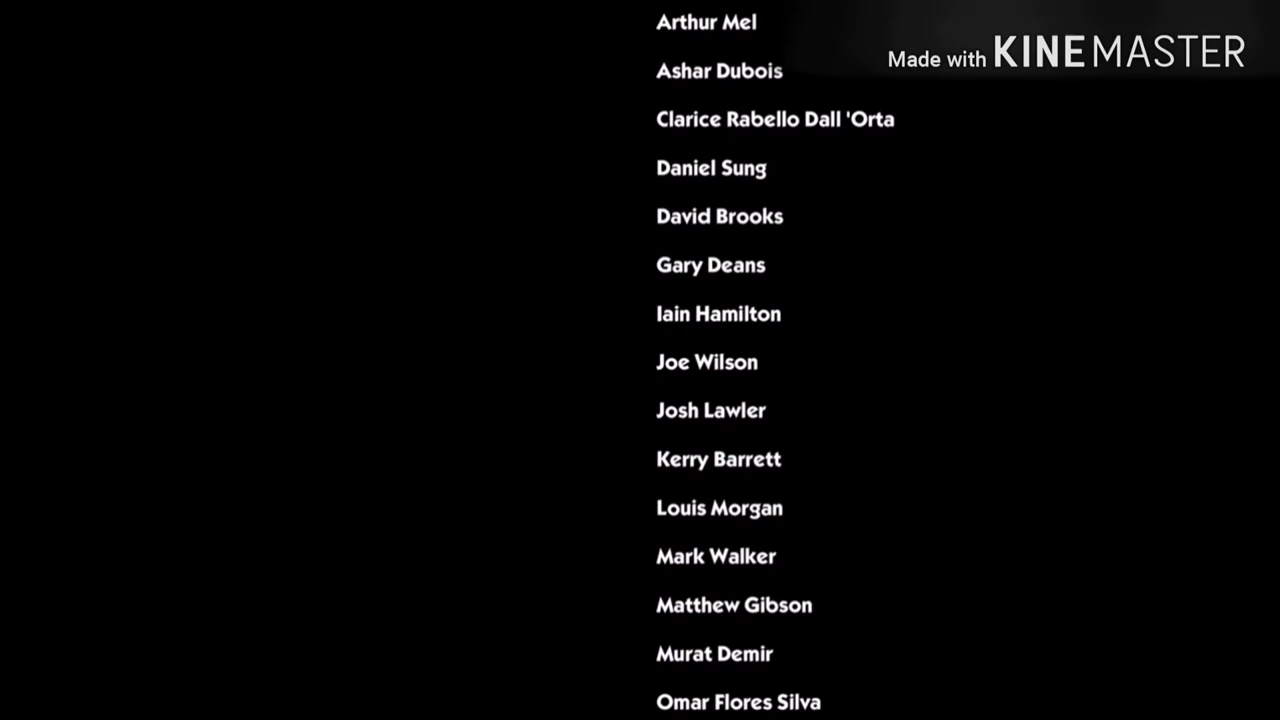 Arthur Mel
Made with KINEMASTER
Ashar Dubois
Clarice Rabello Dall 'Orta
Daniel Sung
David Brooks
Gary Deans
Iain Hamilton
Joe Wilson
Josh Lawler
Kerry Barrett
Louis Morgan
Mark Walker
Matthew Gibson
Murat Demir
Omar Flores Silva